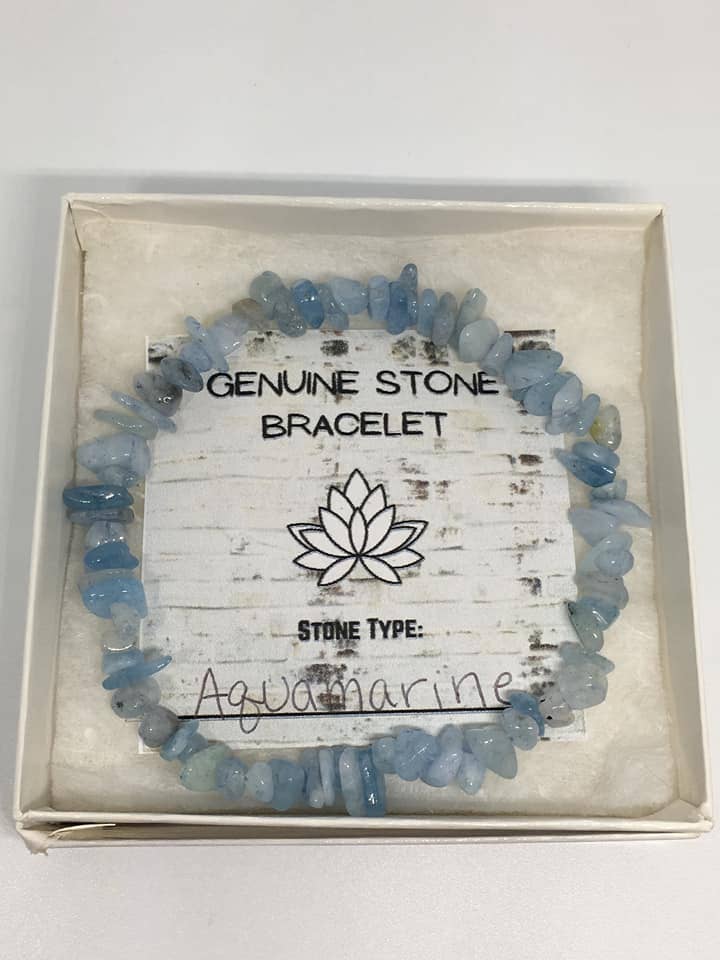 GENUINE STONE
BRACELET
STONE TYPE:
Aquamarine